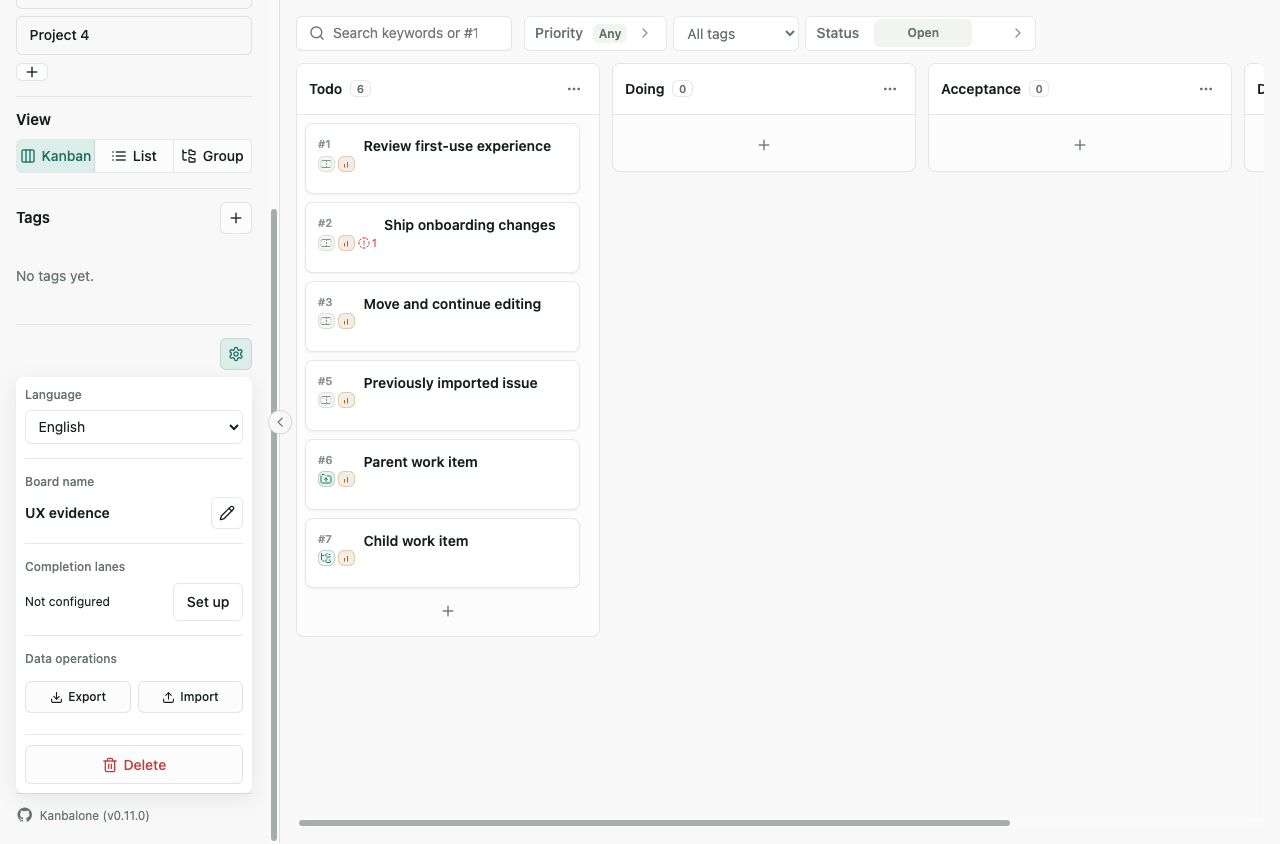 Project 4
View
Kanban
List
Group
Tags
No tags yet.
Language
English
Board name
UX evidence
Completion lanes
Not configured
Set up
Data operations
Export
Import
Delete
Kanbalone (v0.11.0)
Search keywords or #1
Priority Any
All tags
Status Open
Todo 6
#1 Review first-use experience
#2 Ship onboarding changes
1
#3 Move and continue editing
#5 Previously imported issue
#6 Parent work item
#7 Child work item
Doing 0
Acceptance 0